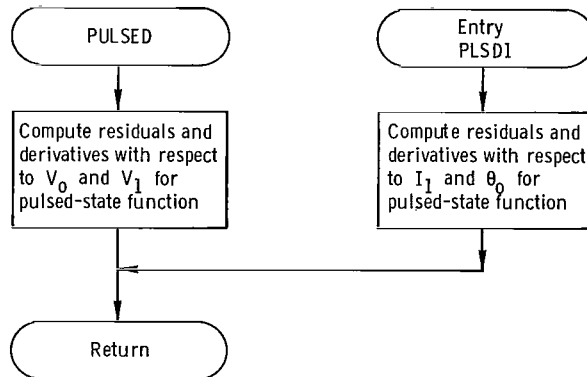 PULSED
Entry
PLSD1
Compute residuals and
derivatives with respect
to V₀ and V₁ for
pulsed-state function
Compute residuals and
derivatives with respect
to I₁ and θ₀ for
pulsed-state function
Return